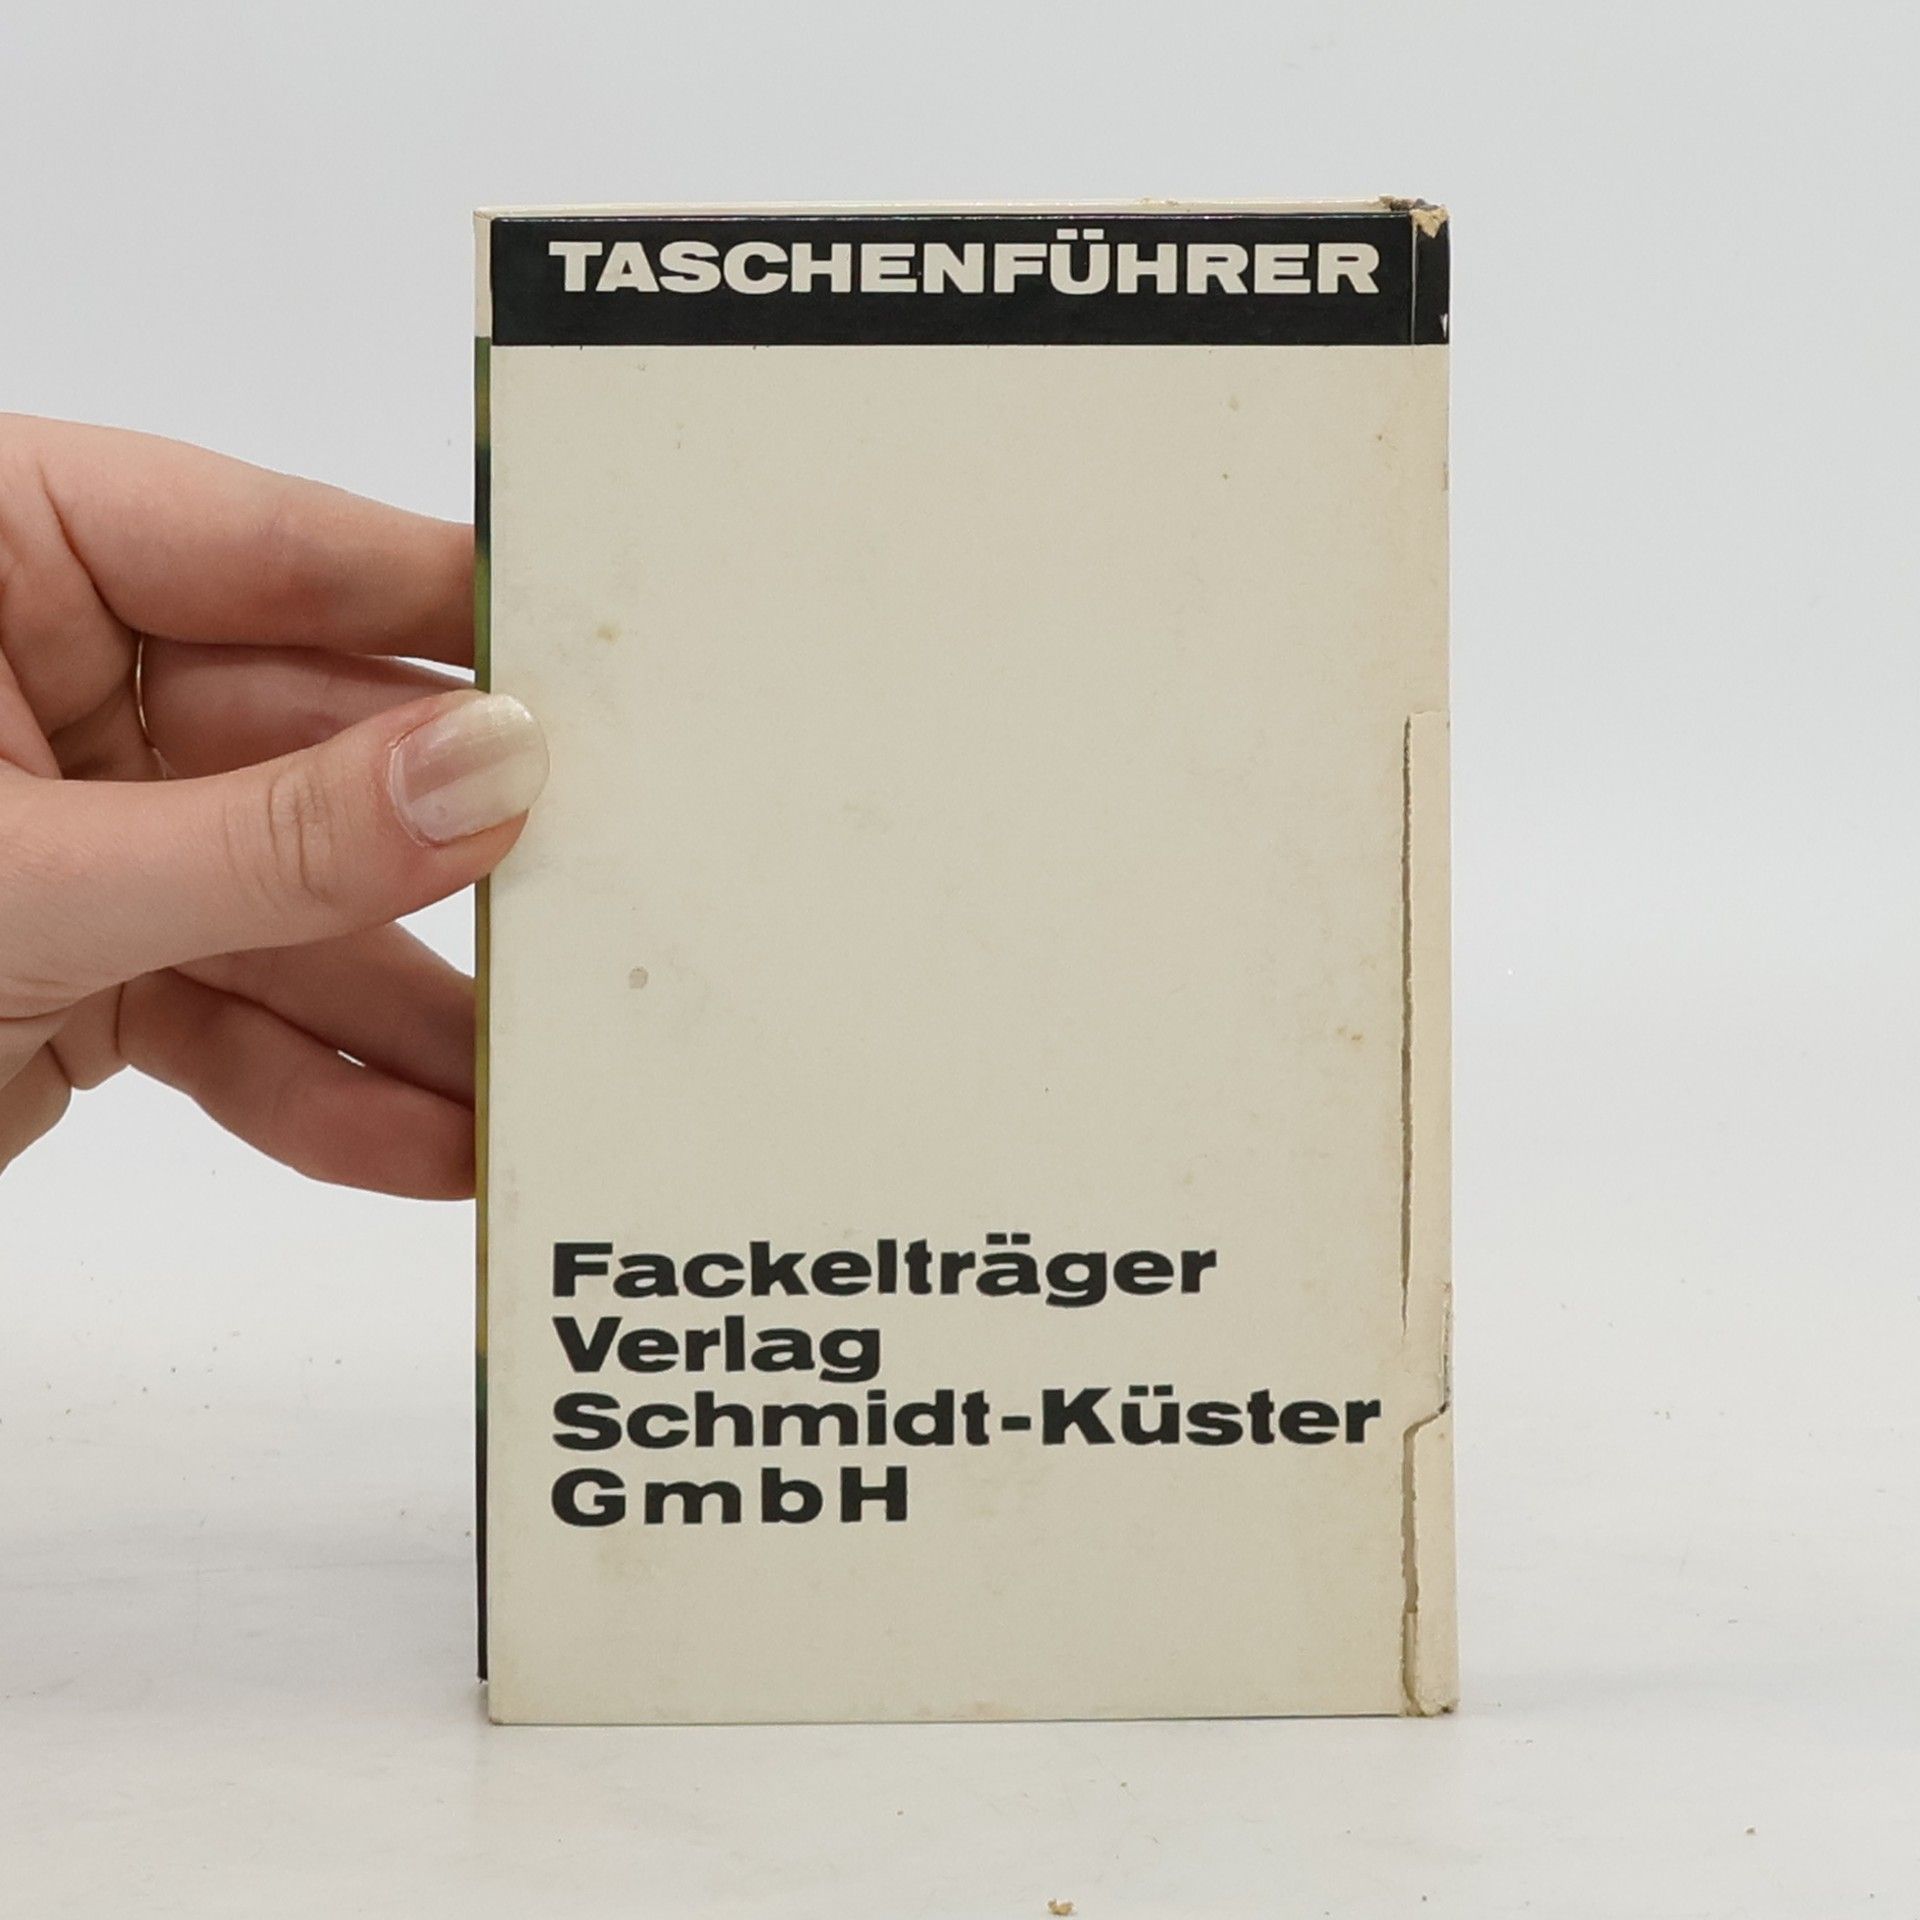 TASCHENFÜHRER
Fackelträger
Verlag
Schmidt-Küster
GmbH